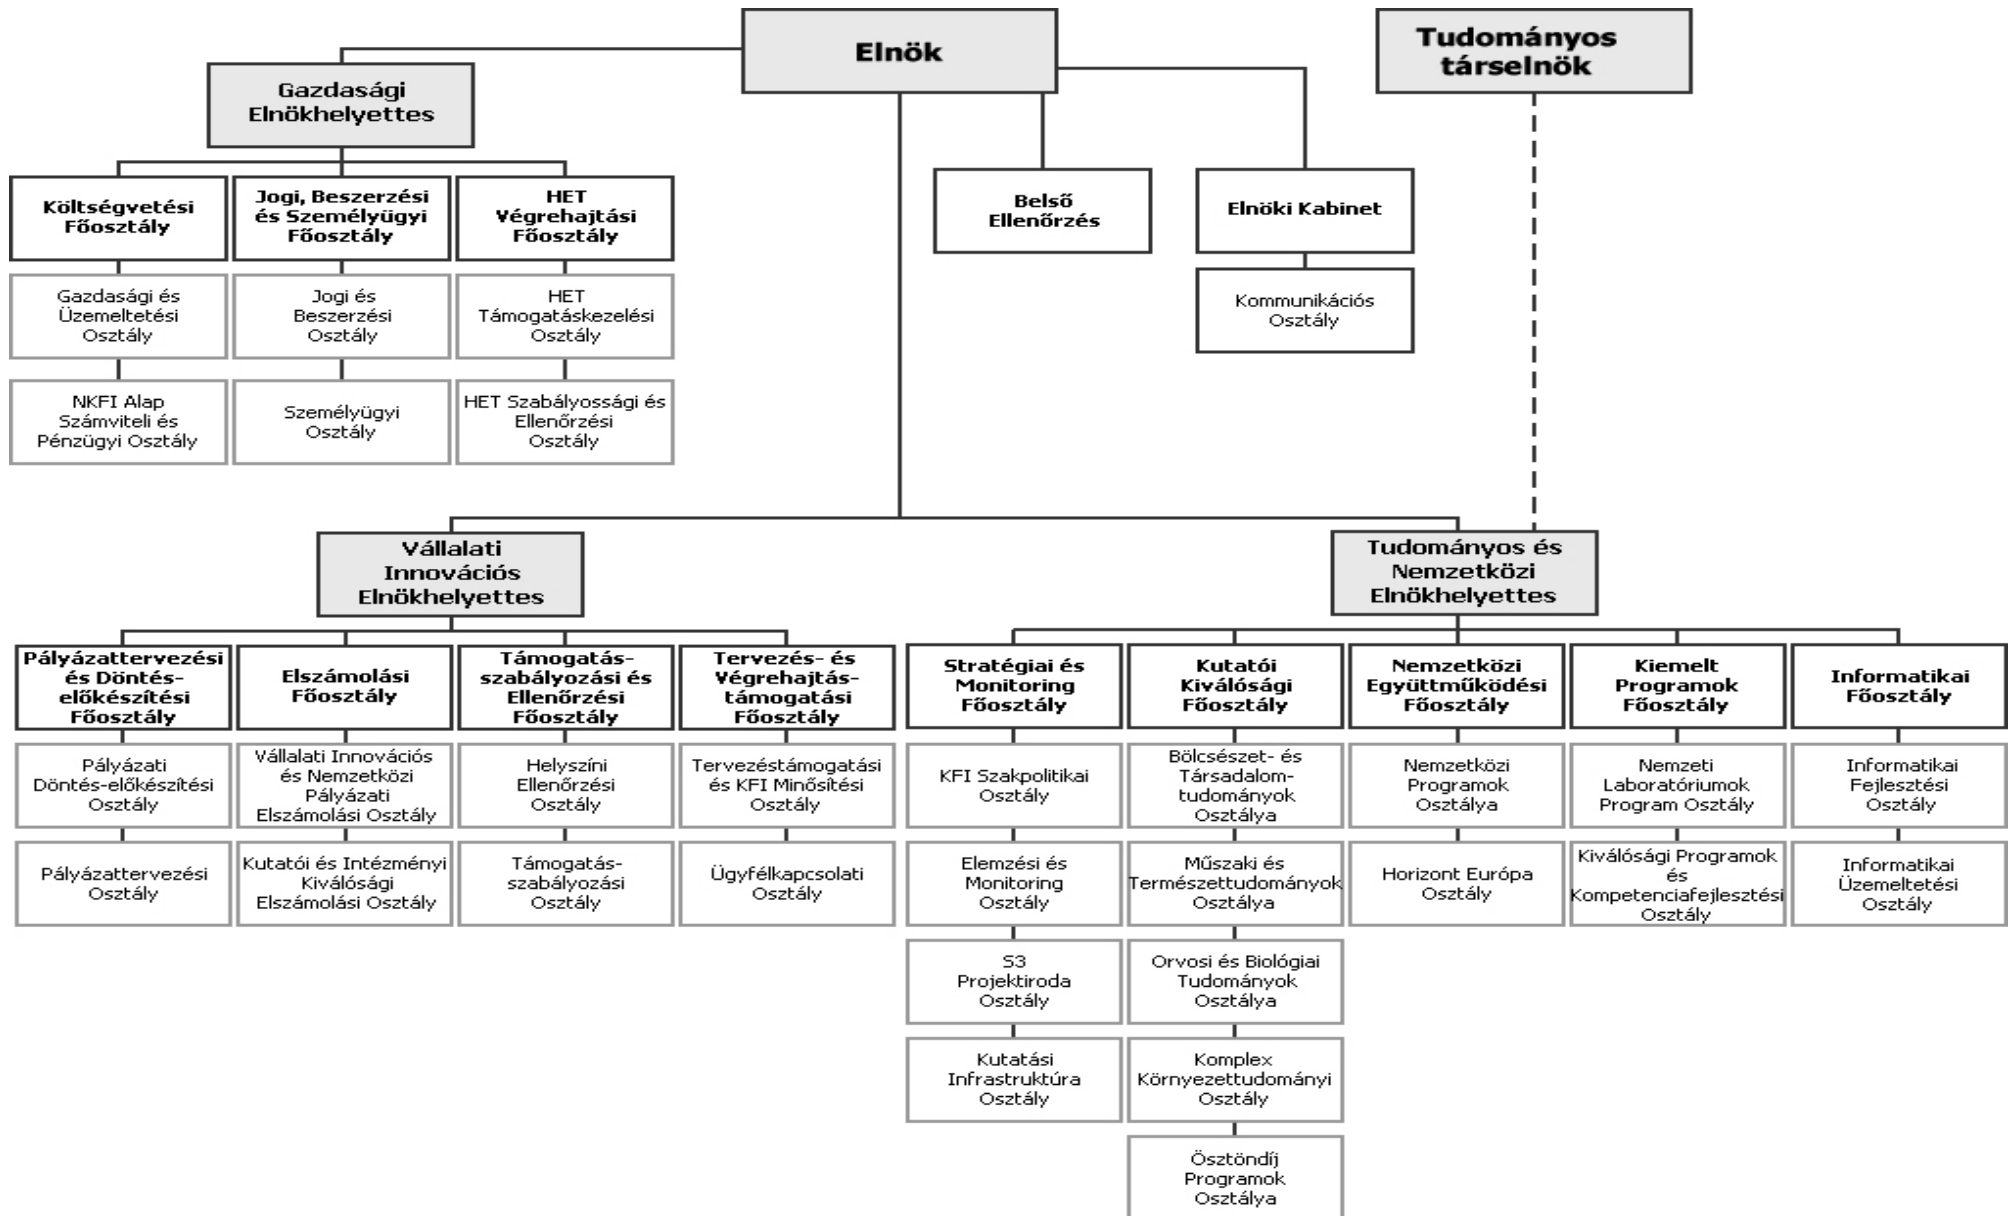 Elnök
Tudományos
társelnök
Gazdasági
Elnökhelyettes
Költségvetési
Főosztály
Jogi, Beszerzési
és Személyügyi
Főosztály
HET
Végrehajtási
Főosztály
Belső
Ellenőrzés
Elnöki Kabinet
Gazdasági és
Üzemeltetési
Osztály
Jogi és
Beszerzési
Osztály
HET
Támogatáskezelési
Osztály
Kommunikációs
Osztály
NKFI Alap
Számviteli és
Pénzügyi Osztály
Személyügyi
Osztály
HET Szabályossági és
Ellenőrzési
Osztály
Vállalati
Innovációs
Elnökhelyettes
Tudományos és
Nemzetközi
Elnökhelyettes
Pályázattervezési
és Döntés-
előkészítési
Főosztály
Elszámolási
Főosztály
Támogatás-
szabályozási és
Ellenőrzési
Főosztály
Tervezés- és
Végrehajtás-
támogatási
Főosztály
Stratégiai és
Monitoring
Főosztály
Kutatói
Kiválósági
Főosztály
Nemzetközi
Együttműködési
Főosztály
Kiemelt
Programok
Főosztály
Informatikai
Főosztály
Pályázati
Döntés-előkészítési
Osztály
Vállalati Innovációs
és Nemzetközi
Pályázati
Elszámolási Osztály
Helyszíni
Ellenőrzési
Osztály
Tervezéstámogatási
és KFI Minősítési
Osztály
KFI Szakpolitikai
Osztály
Bölcsészet- és
Társadalom-
tudományok
Osztálya
Nemzetközi
Programok
Osztálya
Nemzeti
Laboratóriumok
Program Osztály
Informatikai
Fejlesztési
Osztály
Pályázattervezési
Osztály
Kutatói és Intézményi
Kiválósági
Elszámolási Osztály
Támogatás-
szabályozási
Osztály
Ügyfélkapcsolati
Osztály
Elemzési és
Monitoring
Osztály
Műszaki és
Természettudományok
Osztálya
Horizont Európa
Osztály
Kiválósági Programok
és
Kompetenciafejlesztési
Osztály
Informatikai
Üzemeltetési
Osztály
S3
Projektiroda
Osztály
Orvosi és Biológiai
Tudományok
Osztálya
Kutatási
Infrastruktúra
Osztály
Komplex
Környezettudományi
Osztály
Ösztöndíj
Programok
Osztálya